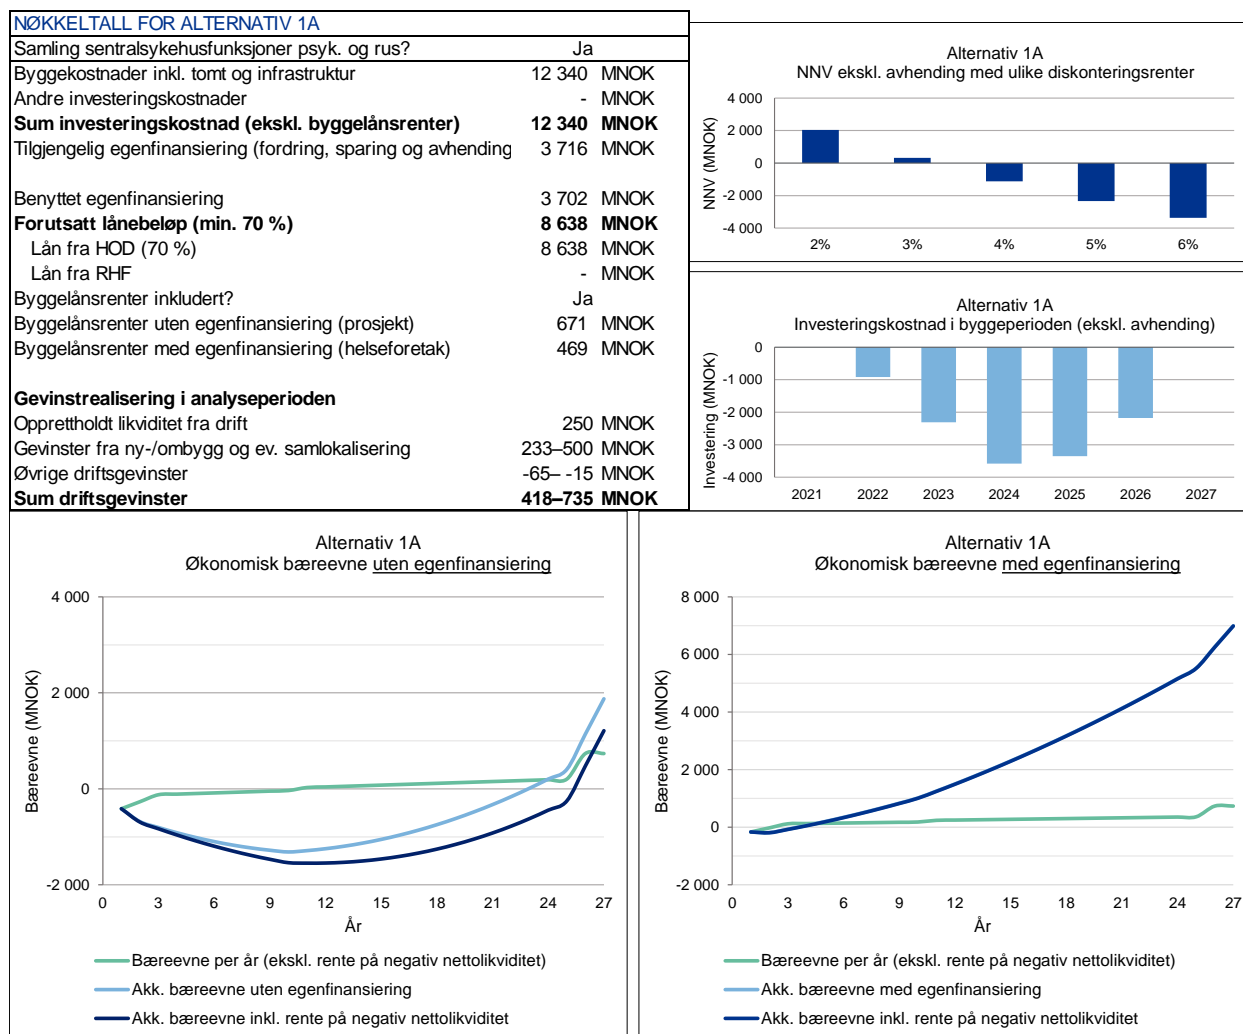 NØKKELTALL FOR ALTERNATIV 1A
Samling sentralsykehusfunksjoner psyk. og rus? Ja
Byggekostnader inkl. tomt og infrastruktur 12 340 MNOK
Andre investeringskostnader - MNOK
Sum investeringskostnad (ekskl. byggelånsrenter) 12 340 MNOK
Tilgjengelig egenfinansiering (fordring, sparing og avhending 3 716 MNOK
Benyttet egenfinansiering 3 702 MNOK
Forutsatt lånebeløp (min. 70 %) 8 638 MNOK
Lån fra HOD (70 %) 8 638 MNOK
Lån fra RHF - MNOK
Byggelånsrenter inkludert? Ja
Byggelånsrenter uten egenfinansiering (prosjekt) 671 MNOK
Byggelånsrenter med egenfinansiering (helseforetak) 469 MNOK
Gevinstrealisering i analyseperioden
Opprettholdt likviditet fra drift 250 MNOK
Gevinster fra ny-/ombygg og ev. samlokalisering 233–500 MNOK
Øvrige driftsgevinster -65– -15 MNOK
Sum driftsgevinster 418–735 MNOK
Alternativ 1A
NNV ekskl. avhending med ulike diskonteringsrenter
NNV (MNOK)
4 000
2 000
0
-2 000
-4 000
2% 3% 4% 5% 6%
Alternativ 1A
Investeringskostnad i byggeperioden (ekskl. avhending)
Investering (MNOK)
0
-1 000
-2 000
-3 000
-4 000
2021 2022 2023 2024 2025 2026 2027
Alternativ 1A
Økonomisk bæreevne uten egenfinansiering
Bæreevne (MNOK)
4 000
2 000
0
-2 000
0 3 6 9 12 15 18 21 24 27
År
Bæreevne per år (ekskl. rente på negativ nettolikviditet)
Akk. bæreevne uten egenfinansiering
Akk. bæreevne inkl. rente på negativ nettolikviditet
Alternativ 1A
Økonomisk bæreevne med egenfinansiering
Bæreevne (MNOK)
8 000
6 000
4 000
2 000
0
-2 000
0 3 6 9 12 15 18 21 24 27
År
Bæreevne per år (ekskl. rente på negativ nettolikviditet)
Akk. bæreevne med egenfinansiering
Akk. bæreevne inkl. rente på negativ nettolikviditet